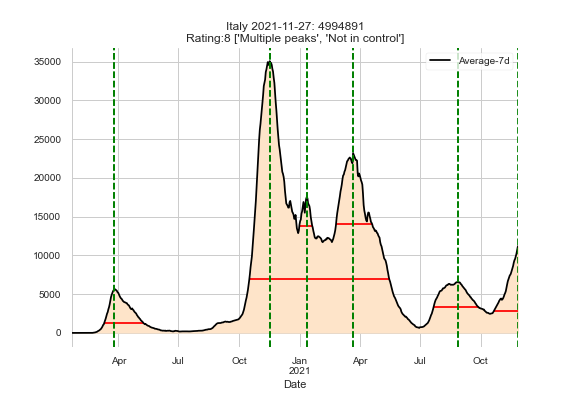 Italy 2021-11-27: 4994891
Rating:8 ['Multiple peaks', 'Not in control']
Average-7d
35000
30000
25000
20000
15000
10000
5000
0
Apr Jul Oct Jan Apr Jul Oct
2021
Date